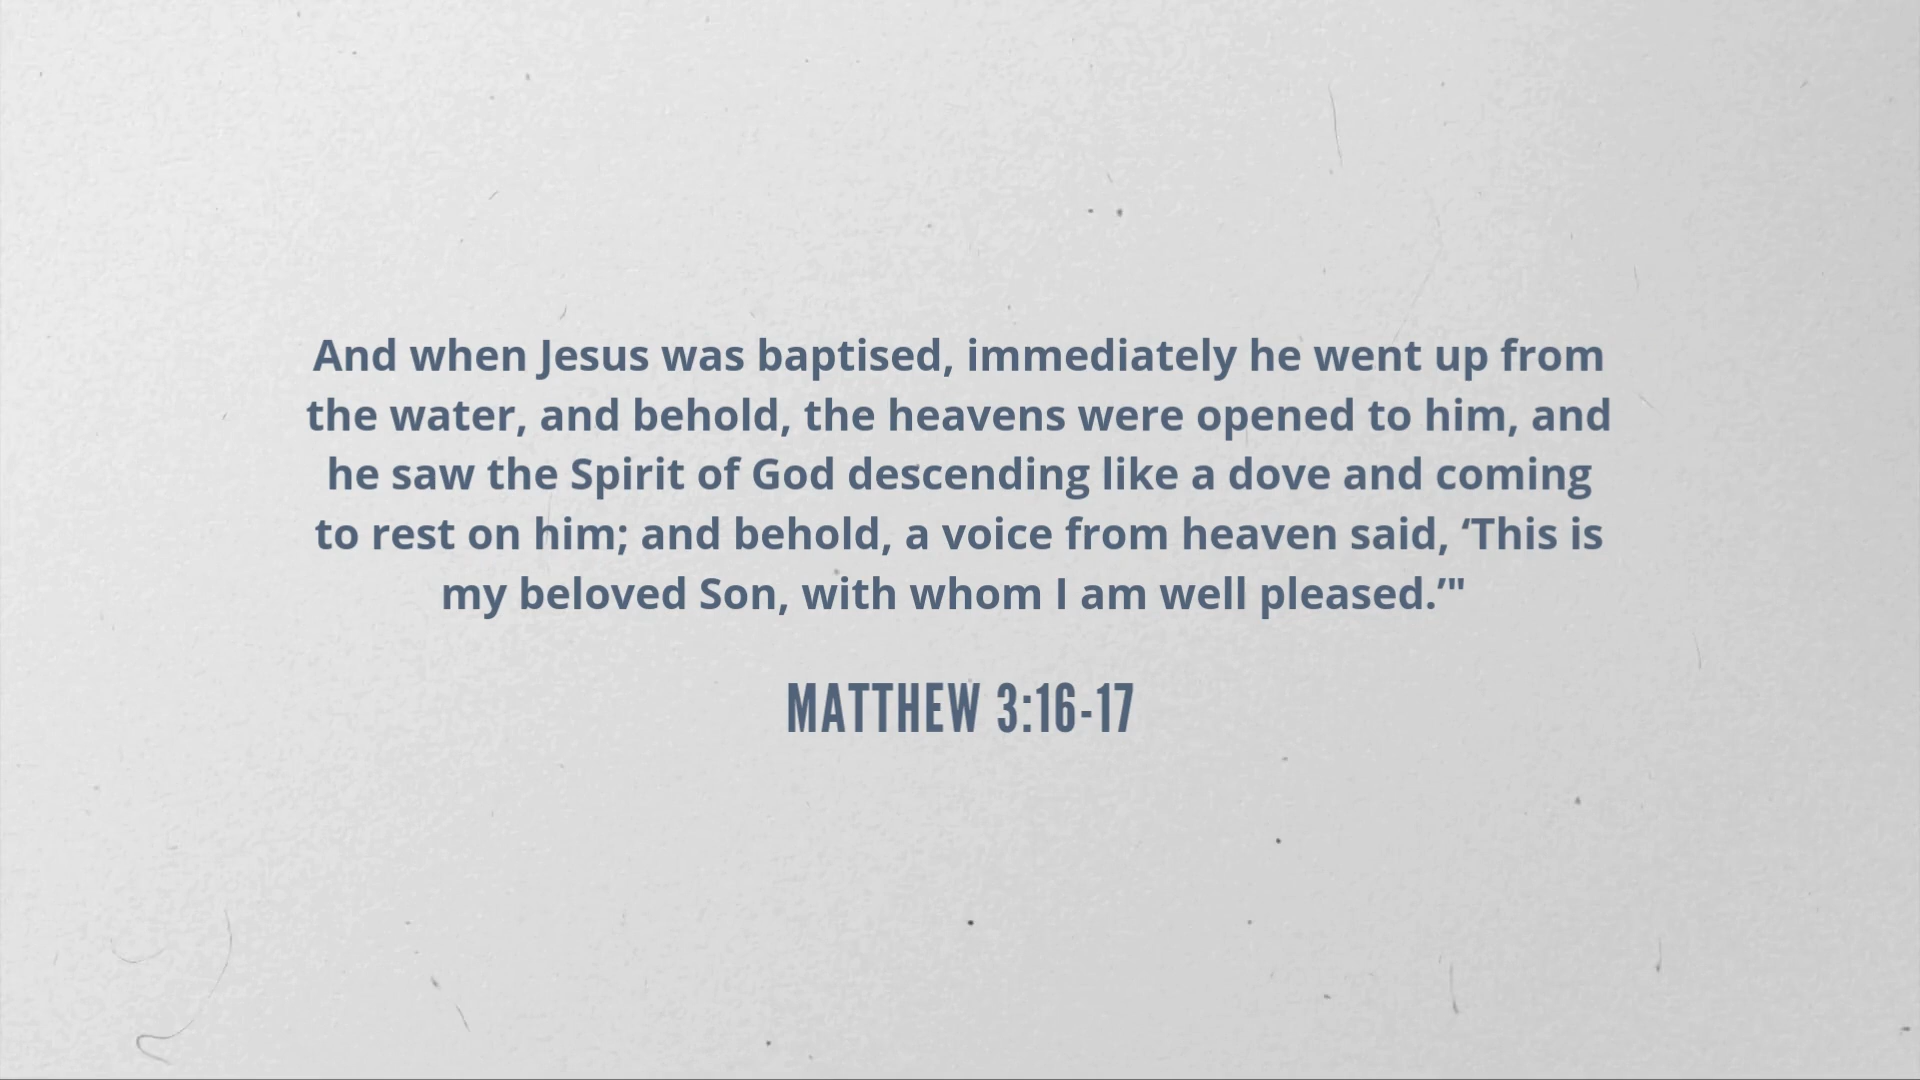 And when Jesus was baptised, immediately he went up from
the water, and behold, the heavens were opened to him, and
he saw the Spirit of God descending like a dove and coming
to rest on him; and behold, a voice from heaven said, ‘This is
my beloved Son, with whom I am well pleased.’"
MATTHEW 3:16-17